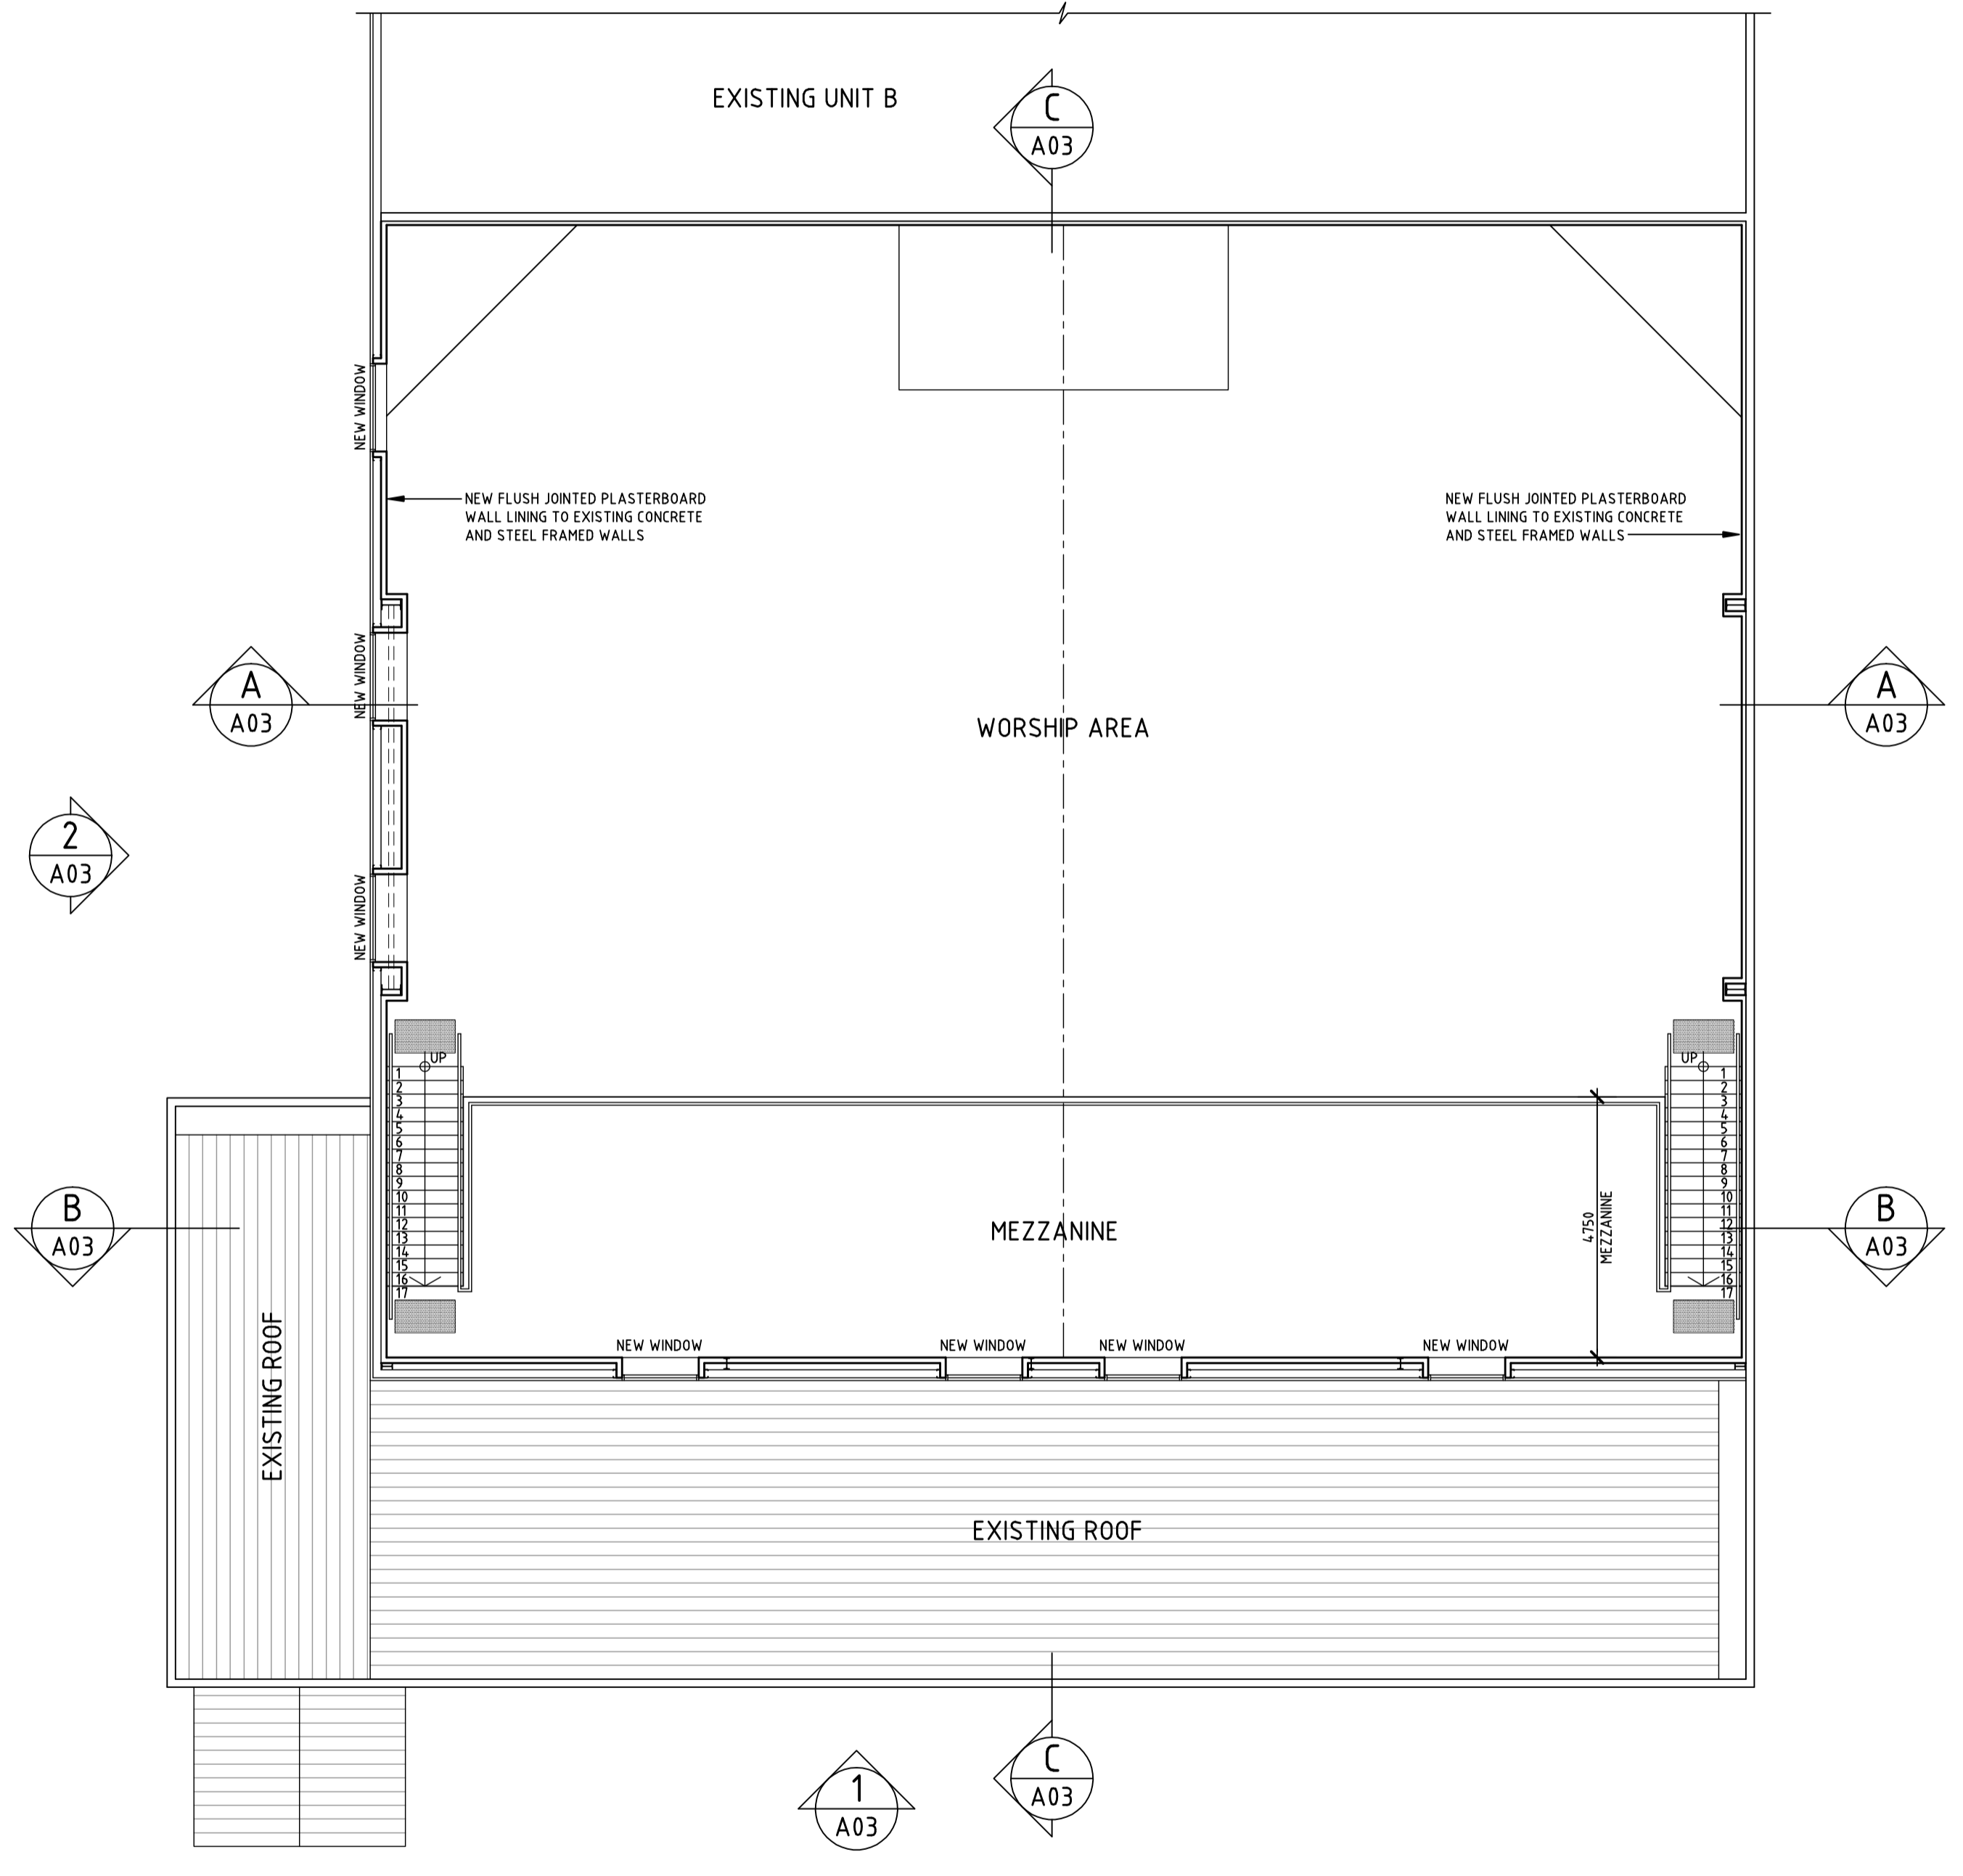 EXISTING UNIT B
C
A03
NEW WINDOW
NEW FLUSH JOINTED PLASTERBOARD
WALL LINING TO EXISTING CONCRETE
AND STEEL FRAMED WALLS
NEW FLUSH JOINTED PLASTERBOARD
WALL LINING TO EXISTING CONCRETE
AND STEEL FRAMED WALLS
NEW WINDOW
A
A03
A
A03
WORSHIP AREA
2
A03
NEW WINDOW
UP
1
2
3
4
5
6
7
8
9
10
11
12
13
14
15
16
17
UP
1
2
3
4
5
6
7
8
9
10
11
12
13
14
15
16
17
B
A03
MEZZANINE
4750
MEZZANINE
B
A03
NEW WINDOW
NEW WINDOW
NEW WINDOW
NEW WINDOW
EXISTING ROOF
EXISTING ROOF
C
A03
1
A03